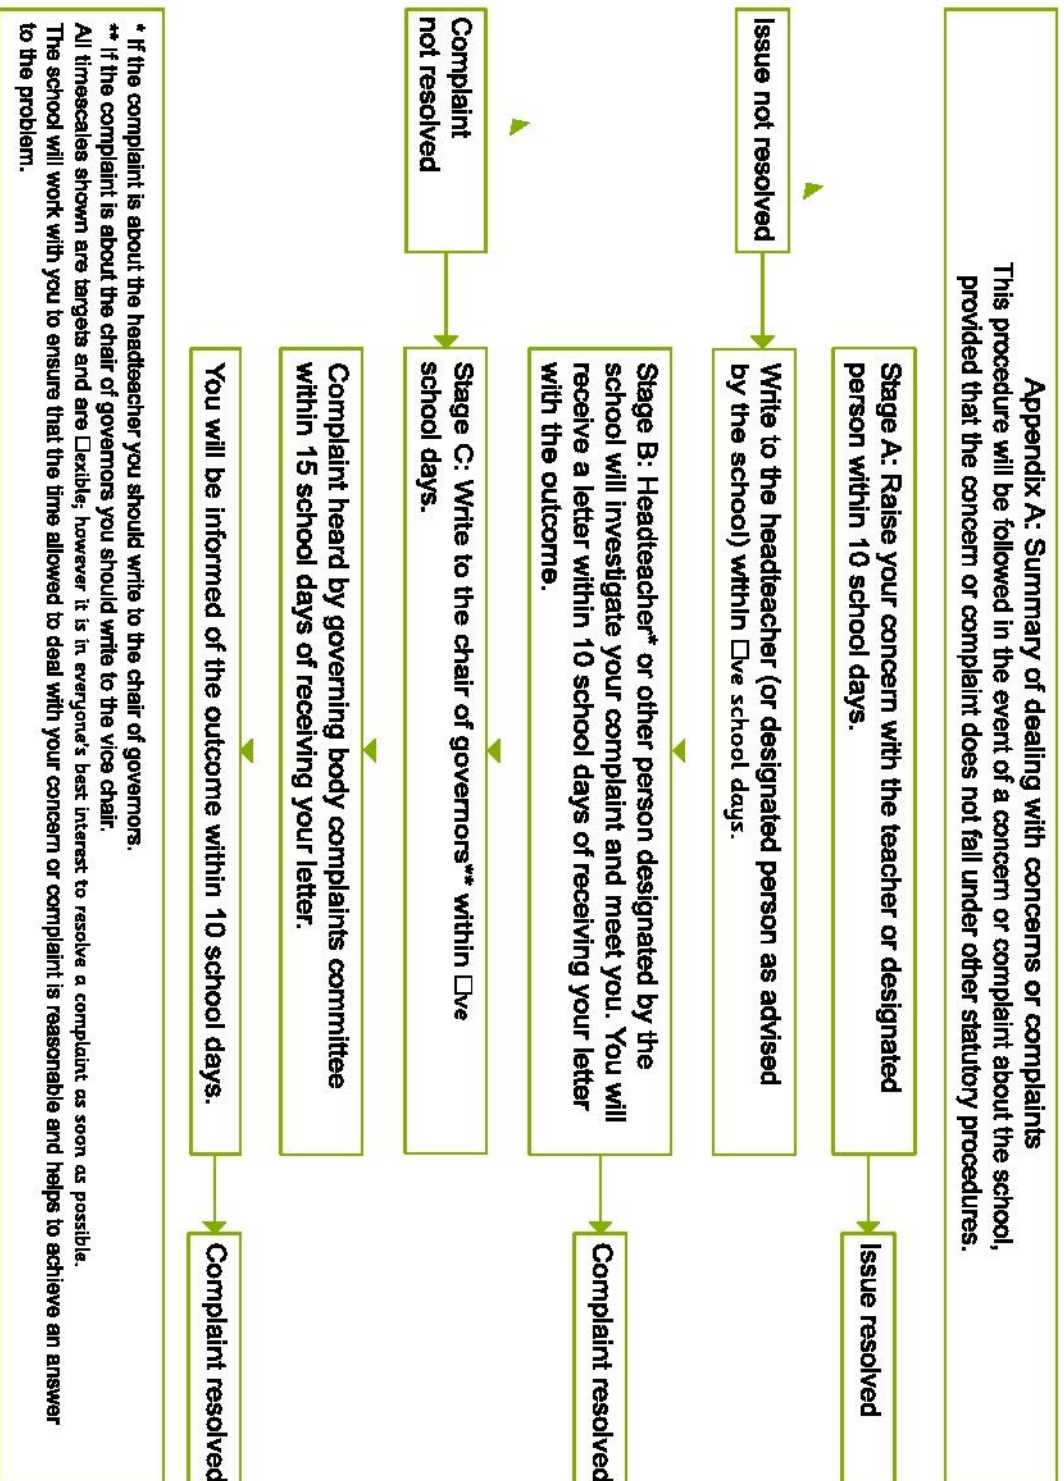 Appendix A: Summary of dealing with concerns or complaints
This procedure will be followed in the event of a concern or complaint about the school,
provided that the concern or complaint does not fall under other statutory procedures.
Stage A: Raise your concern with the teacher or designated
person within 10 school days.
Issue resolved
Issue not resolved
Write to the headteacher (or designated person as advised
by the school) within □ve school days.
Stage B: Headteacher* or other person designated by the
school will investigate your complaint and meet you. You will
receive a letter within 10 school days of receiving your letter
with the outcome.
Complaint resolved
Complaint
not resolved
Stage C: Write to the chair of governors** within □ve
school days.
Complaint heard by governing body complaints committee
within 15 school days of receiving your letter.
You will be informed of the outcome within 10 school days.
Complaint resolved
* If the complaint is about the headteacher you should write to the chair of governors.
** If the complaint is about the chair of governors you should write to the vice chair.
All timescales shown are targets and are □exible; however it is in everyone's best interest to resolve a complaint as soon as possible.
The school will work with you to ensure that the time allowed to deal with your concern or complaint is reasonable and helps to achieve an answer
to the problem.